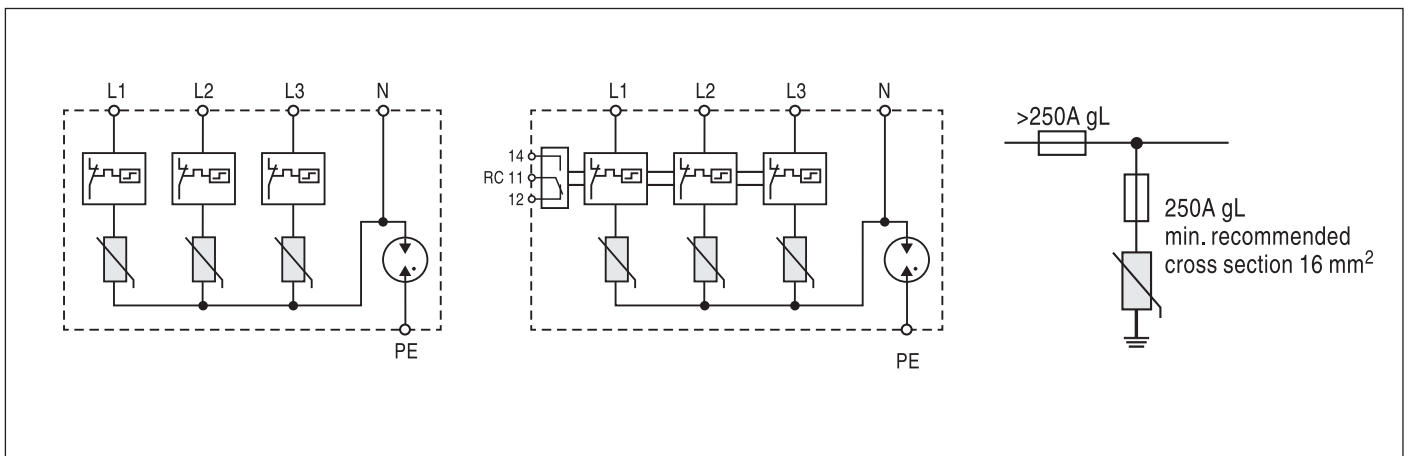 L1 L2 L3 N
PE
L1 L2 L3 N
14
RC 11
12
PE
>250A gL
250A gL
min. recommended
cross section 16 mm²